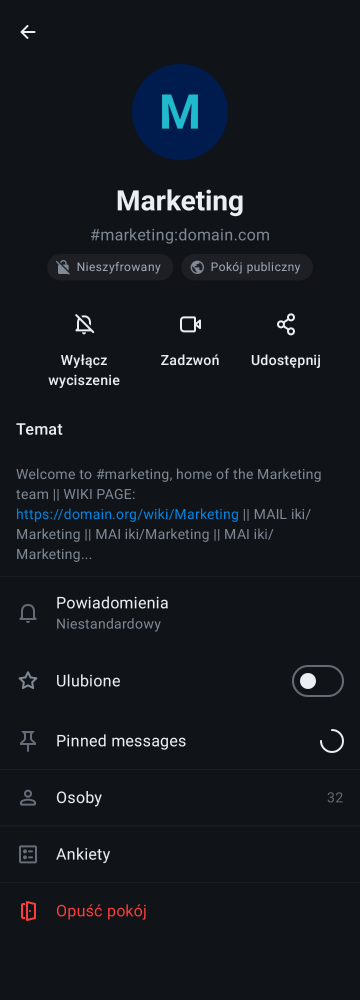 M
Marketing
#marketing:domain.com
Nieszyfrowany
Pokój publiczny
Wyłącz
wyciszenie
Zadzwoń
Udostępnij
Temat
Welcome to #marketing, home of the Marketing
team || WIKI PAGE:
https://domain.org/wiki/Marketing || MAIL iki/
Marketing || MAI iki/Marketing || MAI iki/
Marketing...
Powiadomienia
Niestandardowy
Ulubione
Pinned messages
Osoby 32
Ankiety
Opuść pokój